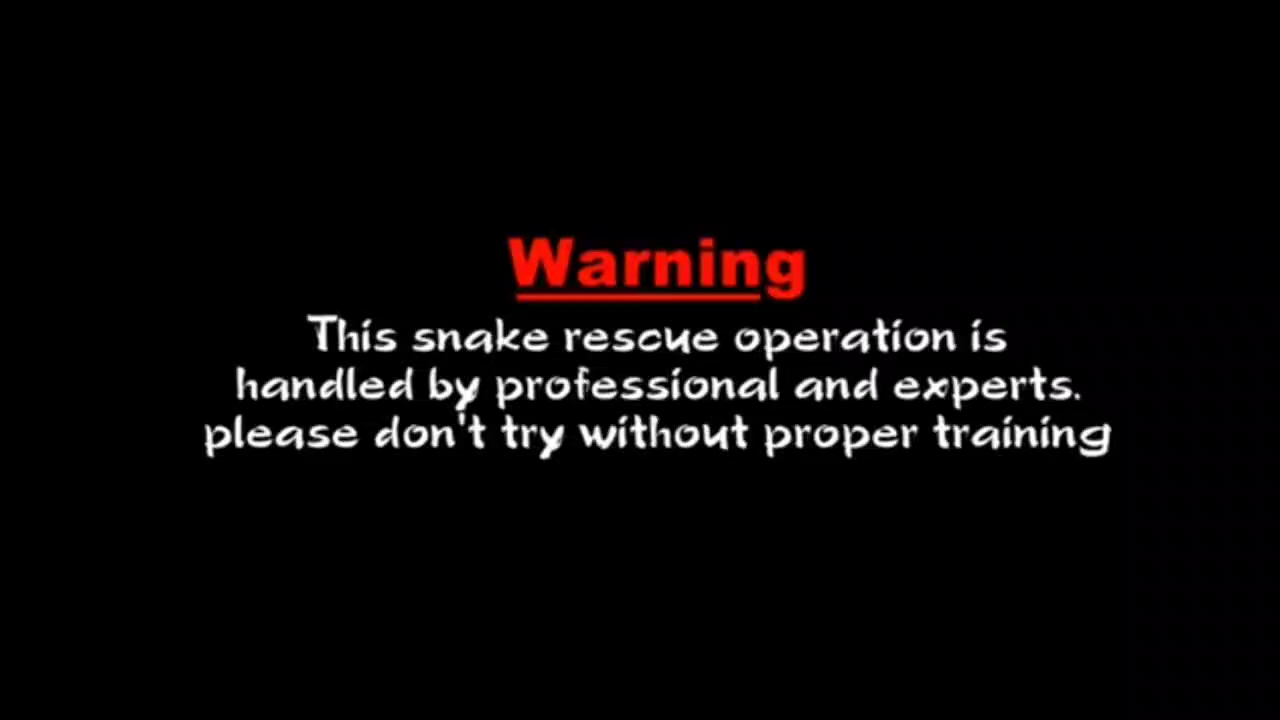 Warning
This snake rescue operation is
handled by professional and experts.
please don't try without proper training